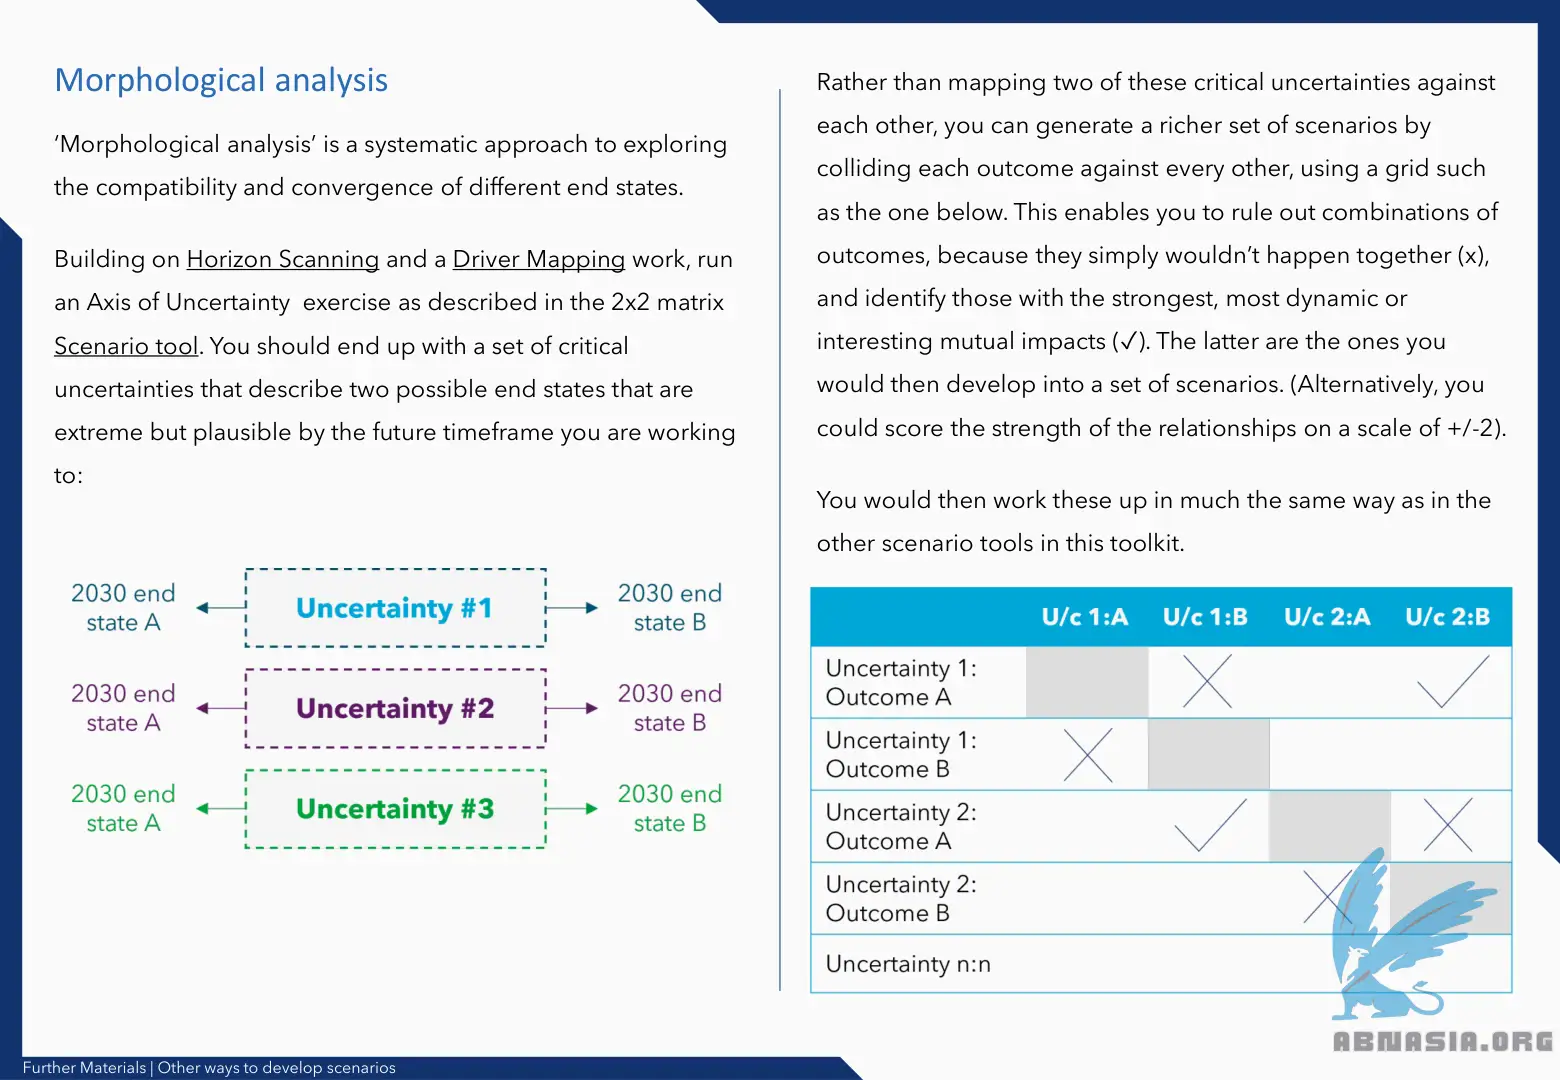 Morphological analysis
‘Morphological analysis’ is a systematic approach to exploring
the compatibility and convergence of different end states.
Building on Horizon Scanning and a Driver Mapping work, run
an Axis of Uncertainty exercise as described in the 2x2 matrix
Scenario tool. You should end up with a set of critical
uncertainties that describe two possible end states that are
extreme but plausible by the future timeframe you are working
to:
2030 end
state A
Uncertainty #1
2030 end
state B
2030 end
state A
Uncertainty #2
2030 end
state B
2030 end
state A
Uncertainty #3
2030 end
state B
Rather than mapping two of these critical uncertainties against
each other, you can generate a richer set of scenarios by
colliding each outcome against every other, using a grid such
as the one below. This enables you to rule out combinations of
outcomes, because they simply wouldn’t happen together (x),
and identify those with the strongest, most dynamic or
interesting mutual impacts (✓). The latter are the ones you
would then develop into a set of scenarios. (Alternatively, you
could score the strength of the relationships on a scale of +/-2).
You would then work these up in much the same way as in the
other scenario tools in this toolkit.
U/c 1:A U/c 1:B U/c 2:A U/c 2:B
Uncertainty 1:
Outcome A
Uncertainty 1:
Outcome B
Uncertainty 2:
Outcome A
Uncertainty 2:
Outcome B
Uncertainty n:n
ABNASIA.ORG
Further Materials | Other ways to develop scenarios